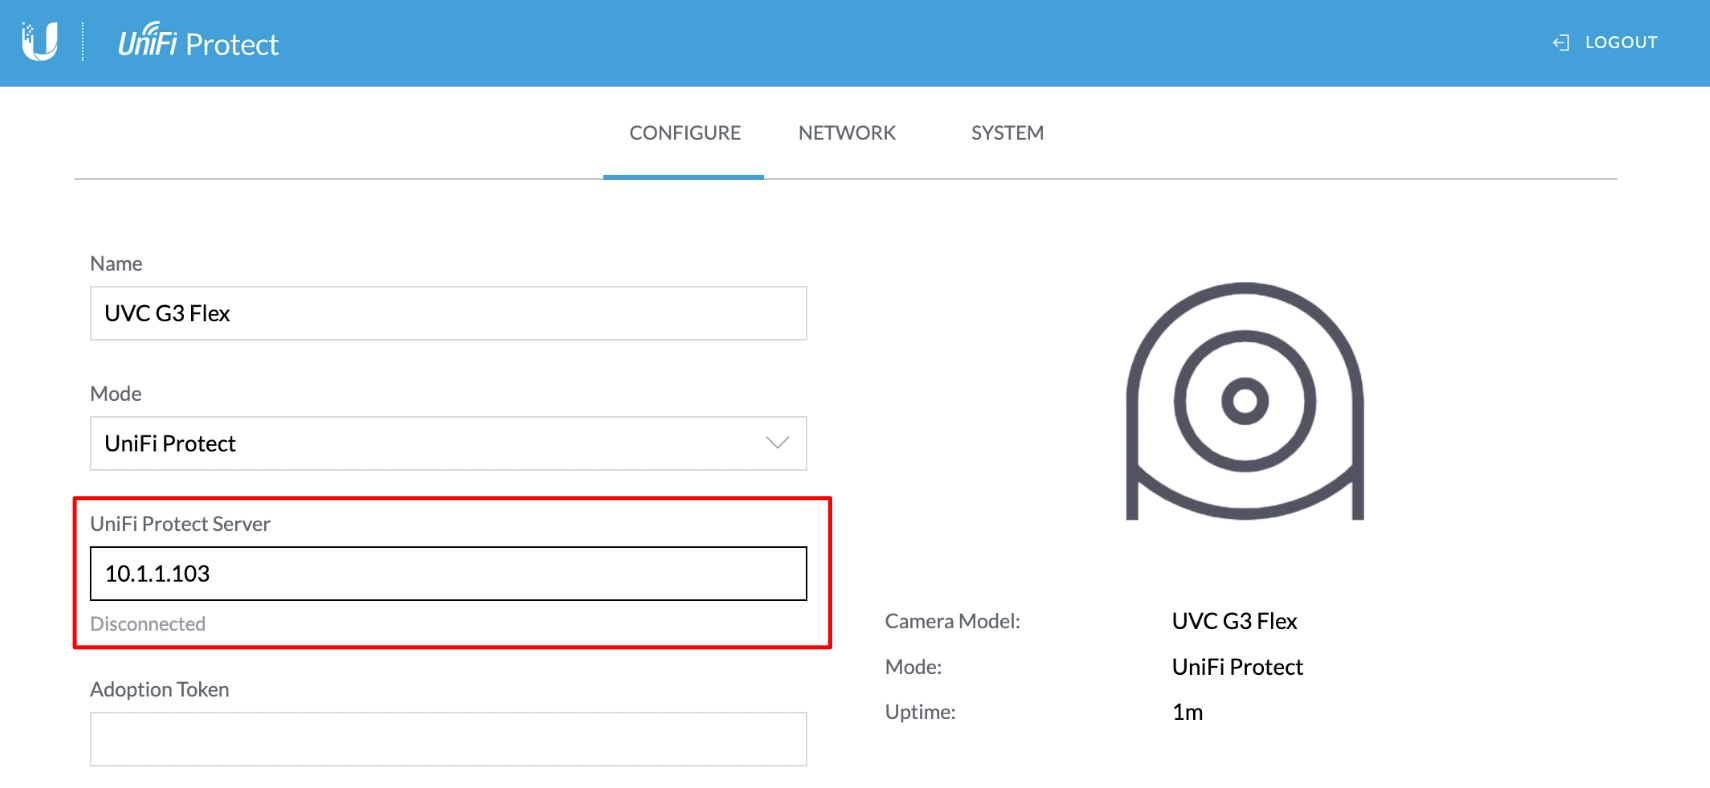 UniFi Protect
LOGOUT
CONFIGURE NETWORK SYSTEM
Name
UVC G3 Flex
Mode
UniFi Protect
UniFi Protect Server
10.1.1.103
Disconnected
Adoption Token
Camera Model: UVC G3 Flex
Mode: UniFi Protect
Uptime: 1m